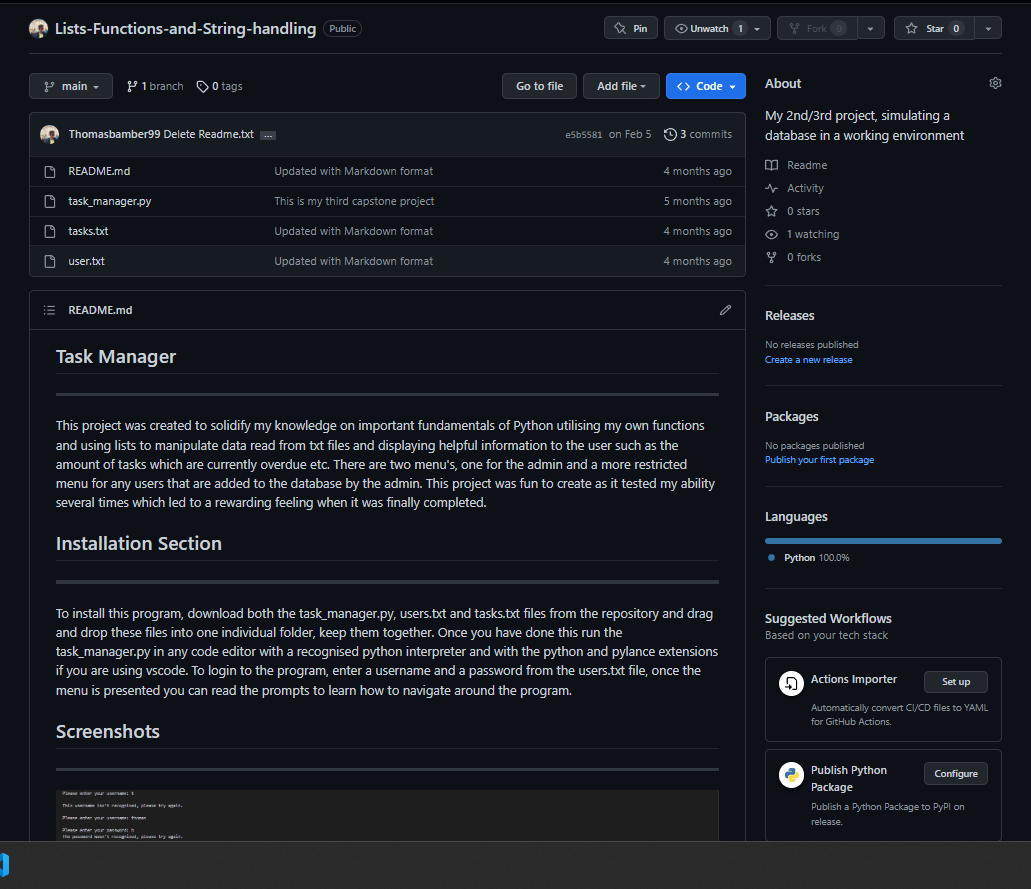 Lists-Functions-and-String-handling Public
Pin
Unwatch 1
Fork 0
Star 0
main
1 branch
0 tags
Go to file
Add file
Code
Thomasbamber99 Delete Readme.txt ...
e5b5581 on Feb 5
3 commits
README.md Updated with Markdown format 4 months ago
task_manager.py This is my third capstone project 5 months ago
tasks.txt Updated with Markdown format 4 months ago
user.txt Updated with Markdown format 4 months ago
README.md
Task Manager
This project was created to solidify my knowledge on important fundamentals of Python utilising my own functions
and using lists to manipulate data read from txt files and displaying helpful information to the user such as the
amount of tasks which are currently overdue etc. There are two menu's, one for the admin and a more restricted
menu for any users that are added to the database by the admin. This project was fun to create as it tested my ability
several times which led to a rewarding feeling when it was finally completed.
Installation Section
To install this program, download both the task_manager.py, users.txt and tasks.txt files from the repository and drag
and drop these files into one individual folder, keep them together. Once you have done this run the
task_manager.py in any code editor with a recognised python interpreter and with the python and pylance extensions
if you are using vscode. To login to the program, enter a username and a password from the users.txt file, once the
menu is presented you can read the prompts to learn how to navigate around the program.
Screenshots
Please enter your username: t
This username isn't recognised, please try again.
Please enter your username: thomas
Please enter your password: h
The password wasn't recognised, please try again.
About
My 2nd/3rd project, simulating a
database in a working environment
Readme
Activity
0 stars
1 watching
0 forks
Releases
No releases published
Create a new release
Packages
No packages published
Publish your first package
Languages
Python 100.0%
Suggested Workflows
Based on your tech stack
Actions Importer
Set up
Automatically convert CI/CD files to YAML
for GitHub Actions.
Publish Python
Package
Configure
Publish a Python Package to PyPI on
release.